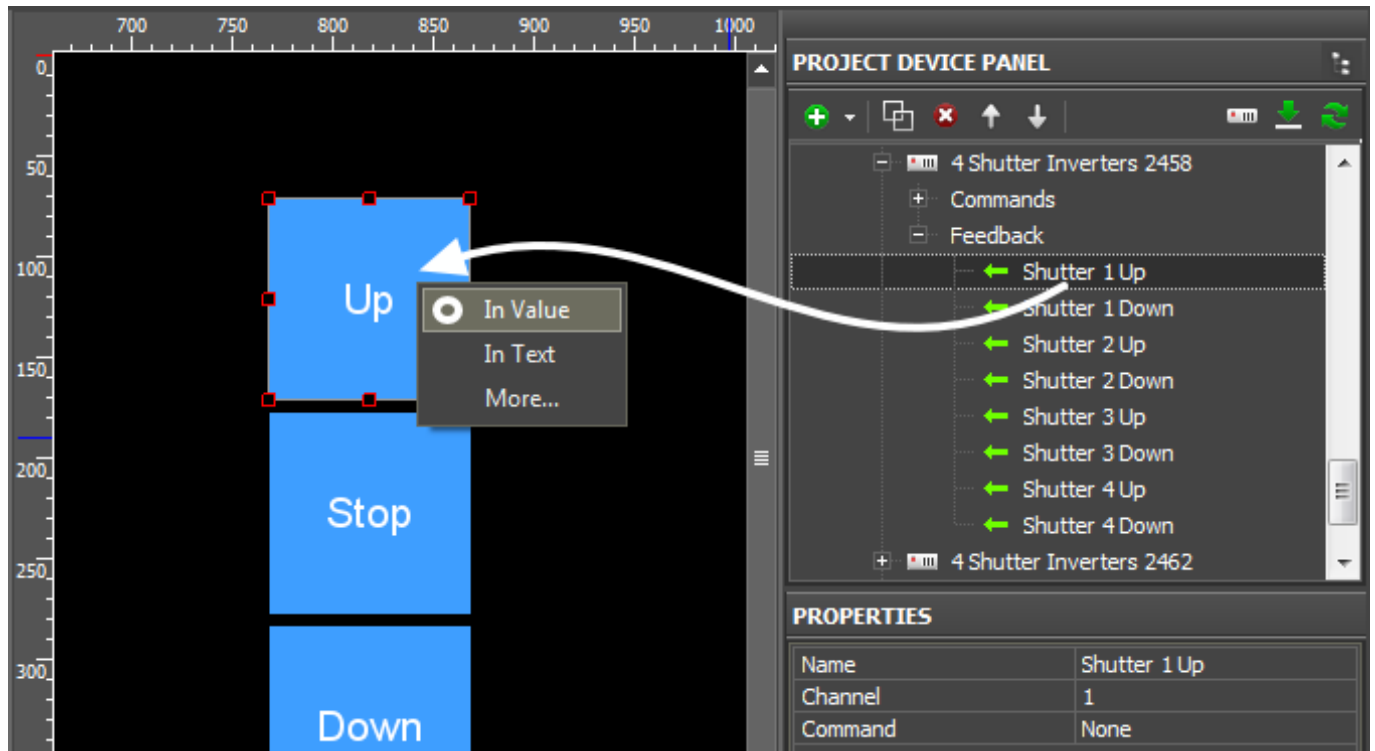 700 750 800 850 900 950 1000
0
50
100
150
200
250
300
Up
In Value
In Text
More...
Stop
Down
PROJECT DEVICE PANEL
4 Shutter Inverters 2458
Commands
Feedback
Shutter 1 Up
Shutter 1 Down
Shutter 2 Up
Shutter 2 Down
Shutter 3 Up
Shutter 3 Down
Shutter 4 Up
Shutter 4 Down
4 Shutter Inverters 2462
PROPERTIES
Name Shutter 1 Up
Channel 1
Command None